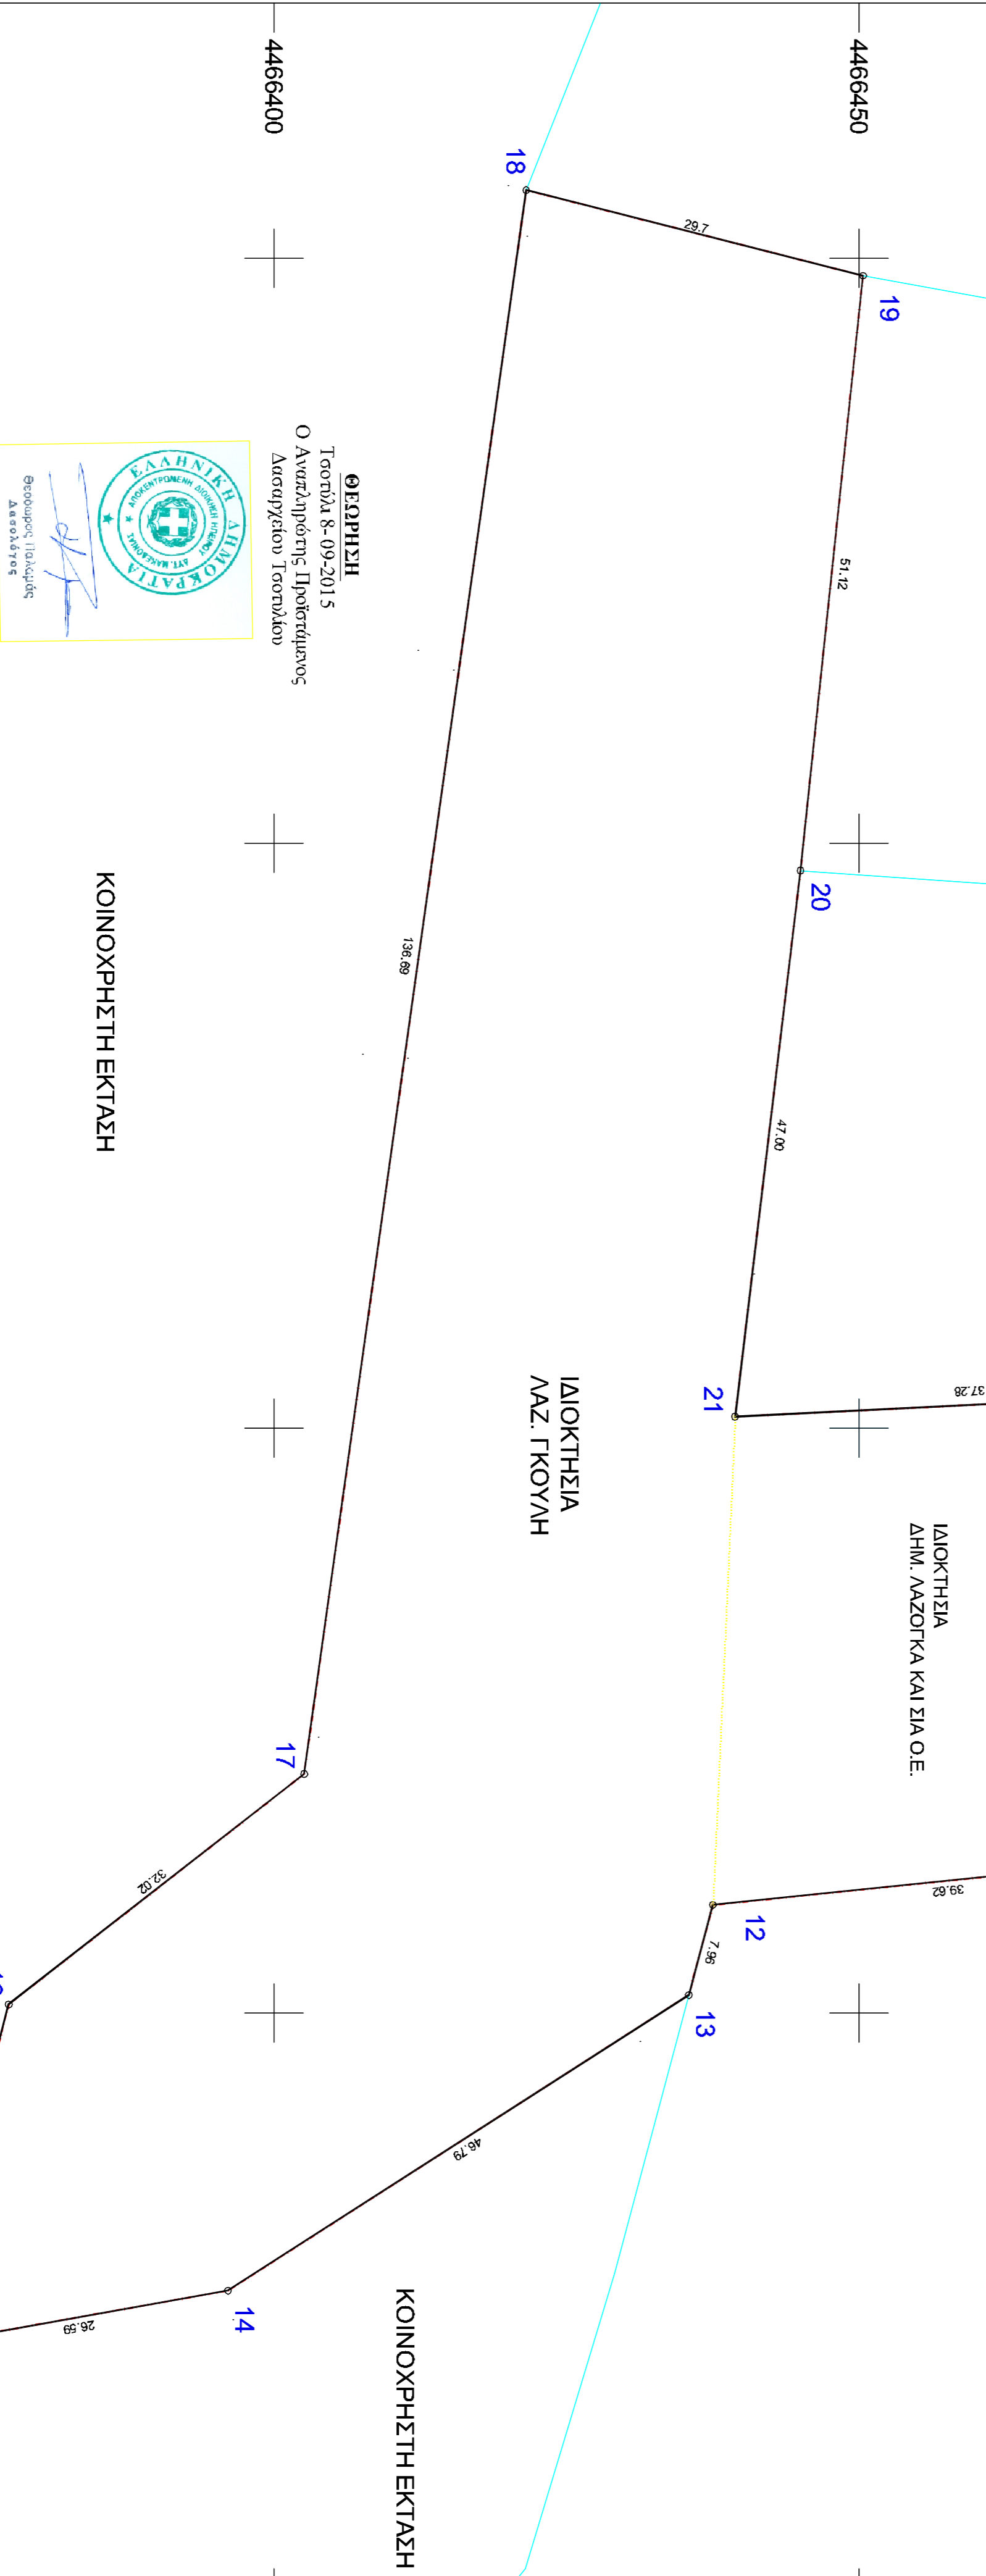 4466450
4466400
18
29.7
19
51.12
20
47.00
21
37.28
ΙΔΙΟΚΤΗΣΙΑ
ΔΗΜ. ΛΑΖΟΓΚΑ ΚΑΙ ΣΙΑ Ο.Ε.
39.62
12
7.96
13
46.79
14
26.59
ΚΟΙΝΟΧΡΗΣΤΗ ΕΚΤΑΣΗ
ΙΔΙΟΚΤΗΣΙΑ
ΛΑΖ. ΓΚΟΥΛΗ
136.69
17
32.02
ΘΕΩΡΗΣΗ
Τσοτύλι 8- 09-2015
Ο Αναπληρώτης Προϊστάμενος
Δασαρχείου Τσοτυλίου
ΕΛΛΗΝΙΚΗ ΔΗΜΟΚΡΑΤΙΑ
ΑΠΟΚΕΝΤΡΩΜΕΝΗ ΔΙΟΙΚΗΣΗ ΗΠΕΙΡΟΥ ΔΥΤ. ΜΑΚΕΔΟΝΙΑΣ
Θεόδωρος
Δασολόγος
ΚΟΙΝΟΧΡΗΣΤΗ ΕΚΤΑΣΗ